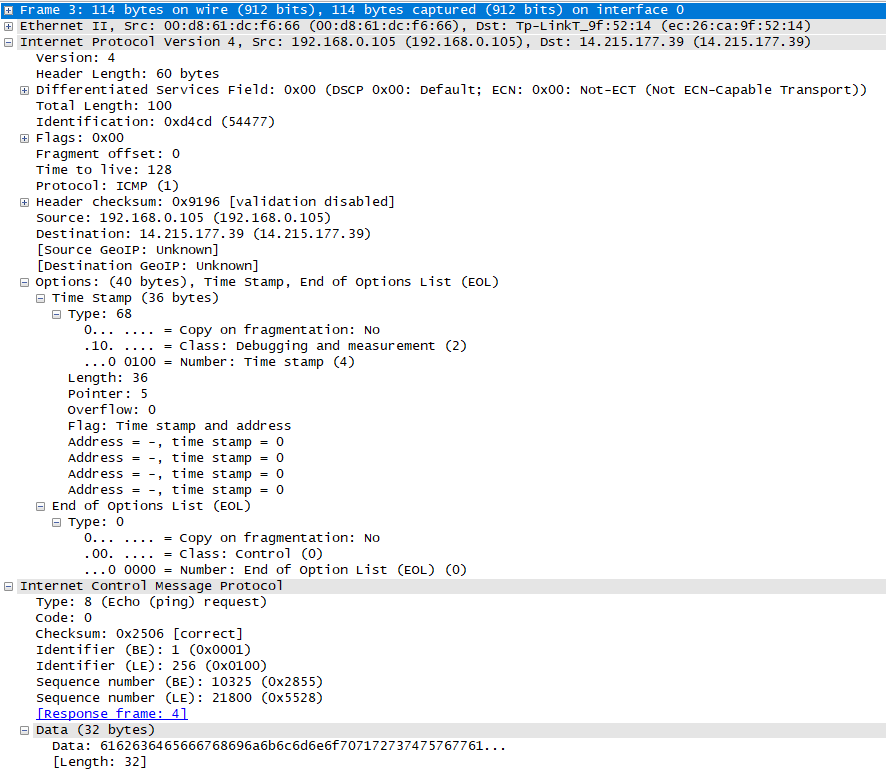 Frame 3: 114 bytes on wire (912 bits), 114 bytes captured (912 bits) on interface 0
Ethernet II, Src: 00:d8:61:dc:f6:66 (00:d8:61:dc:f6:66), Dst: Tp-LinkT_9f:52:14 (ec:26:ca:9f:52:14)
Internet Protocol Version 4, Src: 192.168.0.105 (192.168.0.105), Dst: 14.215.177.39 (14.215.177.39)
Version: 4
Header Length: 60 bytes
Differentiated Services Field: 0x00 (DSCP 0x00: Default; ECN: 0x00: Not-ECT (Not ECN-Capable Transport))
Total Length: 100
Identification: 0xd4cd (54477)
Flags: 0x00
Fragment offset: 0
Time to live: 128
Protocol: ICMP (1)
Header checksum: 0x9196 [validation disabled]
Source: 192.168.0.105 (192.168.0.105)
Destination: 14.215.177.39 (14.215.177.39)
[Source GeoIP: Unknown]
[Destination GeoIP: Unknown]
Options: (40 bytes), Time Stamp, End of Options List (EOL)
Time Stamp (36 bytes)
Type: 68
0... .... = Copy on fragmentation: No
.10. .... = Class: Debugging and measurement (2)
...0 0100 = Number: Time stamp (4)
Length: 36
Pointer: 5
Overflow: 0
Flag: Time stamp and address
Address = -, time stamp = 0
Address = -, time stamp = 0
Address = -, time stamp = 0
Address = -, time stamp = 0
End of Options List (EOL)
Type: 0
0... .... = Copy on fragmentation: No
.00. .... = Class: Control (0)
...0 0000 = Number: End of Option List (EOL) (0)
Internet Control Message Protocol
Type: 8 (Echo (ping) request)
Code: 0
Checksum: 0x2506 [correct]
Identifier (BE): 1 (0x0001)
Identifier (LE): 256 (0x0100)
Sequence number (BE): 10325 (0x2855)
Sequence number (LE): 21800 (0x5528)
[Response frame: 4]
Data (32 bytes)
Data: 6162636465666768696a6b6c6d6e6f707172737475767761...
[Length: 32]